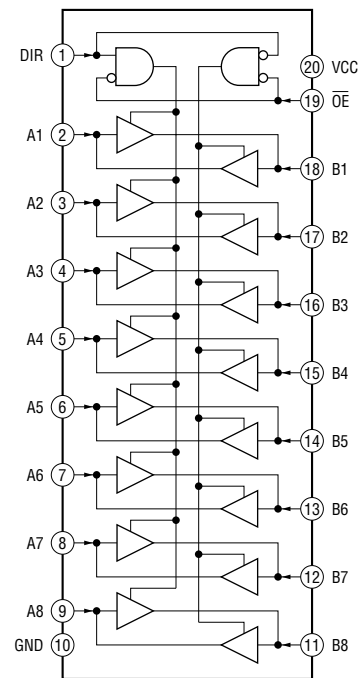 DIR 1
20 VCC
19 O̅E̅
A1 2
18 B1
A2 3
17 B2
A3 4
16 B3
A4 5
15 B4
A5 6
14 B5
A6 7
13 B6
A7 8
12 B7
A8 9
GND 10
11 B8